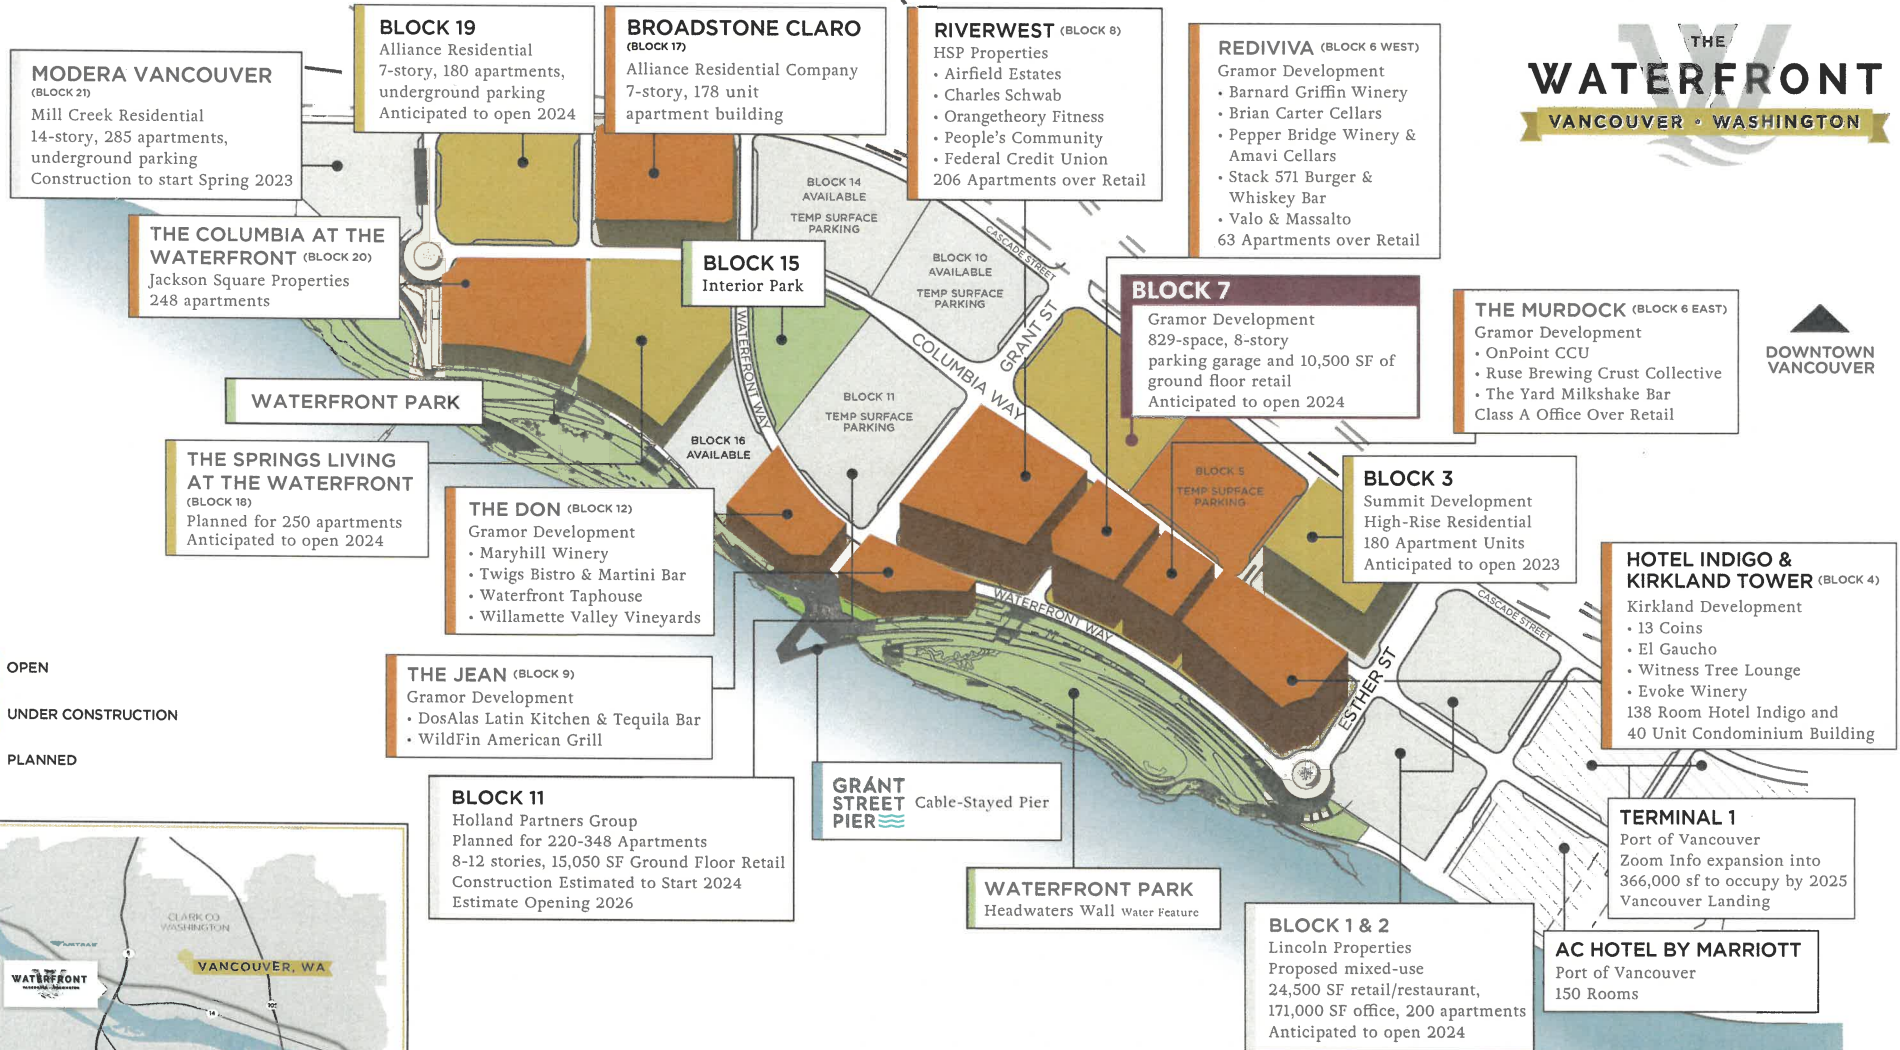 MODERA VANCOUVER
(BLOCK 21)
Mill Creek Residential
14-story, 285 apartments,
underground parking
Construction to start Spring 2023
BLOCK 19
Alliance Residential
7-story, 180 apartments,
underground parking
Anticipated to open 2024
BROADSTONE CLARO
(BLOCK 17)
Alliance Residential Company
7-story, 178 unit
apartment building
RIVERWEST (BLOCK 8)
HSP Properties
• Airfield Estates
• Charles Schwab
• Orangetheory Fitness
• People's Community
• Federal Credit Union
206 Apartments over Retail
REDIVIVA (BLOCK 6 WEST)
Gramor Development
• Barnard Griffin Winery
• Brian Carter Cellars
• Pepper Bridge Winery &
Amavi Cellars
• Stack 571 Burger &
Whiskey Bar
• Valo & Massalto
63 Apartments over Retail
THE
WATERFRONT
VANCOUVER • WASHINGTON
THE COLUMBIA AT THE
WATERFRONT (BLOCK 20)
Jackson Square Properties
248 apartments
BLOCK 15
Interior Park
BLOCK 14
AVAILABLE
TEMP SURFACE
PARKING
BLOCK 10
AVAILABLE
TEMP SURFACE
PARKING
CASCADE STREET
GRANT ST
COLUMBIA WAY
WATERFRONT WAY
BLOCK 7
Gramor Development
829-space, 8-story
parking garage and 10,500 SF of
ground floor retail
Anticipated to open 2024
THE MURDOCK (BLOCK 6 EAST)
Gramor Development
• OnPoint CCU
• Ruse Brewing Crust Collective
• The Yard Milkshake Bar
Class A Office Over Retail
DOWNTOWN
VANCOUVER
WATERFRONT PARK
BLOCK 11
TEMP SURFACE
PARKING
BLOCK 16
AVAILABLE
THE SPRINGS LIVING
AT THE WATERFRONT
(BLOCK 18)
Planned for 250 apartments
Anticipated to open 2024
THE DON (BLOCK 12)
Gramor Development
• Maryhill Winery
• Twigs Bistro & Martini Bar
• Waterfront Taphouse
• Willamette Valley Vineyards
BLOCK 5
TEMP SURFACE
PARKING
BLOCK 3
Summit Development
High-Rise Residential
180 Apartment Units
Anticipated to open 2023
HOTEL INDIGO &
KIRKLAND TOWER (BLOCK 4)
Kirkland Development
• 13 Coins
• El Gaucho
• Witness Tree Lounge
• Evoke Winery
138 Room Hotel Indigo and
40 Unit Condominium Building
WATERFRONT WAY
CASCADE STREET
ESTHER ST
OPEN
UNDER CONSTRUCTION
PLANNED
THE JEAN (BLOCK 9)
Gramor Development
• DosAlas Latin Kitchen & Tequila Bar
• WildFin American Grill
BLOCK 11
Holland Partners Group
Planned for 220-348 Apartments
8-12 stories, 15,050 SF Ground Floor Retail
Construction Estimated to Start 2024
Estimate Opening 2026
GRANT
STREET
PIER
Cable-Stayed Pier
WATERFRONT PARK
Headwaters Wall Water Feature
BLOCK 1 & 2
Lincoln Properties
Proposed mixed-use
24,500 SF retail/restaurant,
171,000 SF office, 200 apartments
Anticipated to open 2024
TERMINAL 1
Port of Vancouver
Zoom Info expansion into
366,000 sf to occupy by 2025
Vancouver Landing
AC HOTEL BY MARRIOTT
Port of Vancouver
150 Rooms
CLARK CO
WASHINGTON
VANCOUVER, WA
WATERFRONT
14